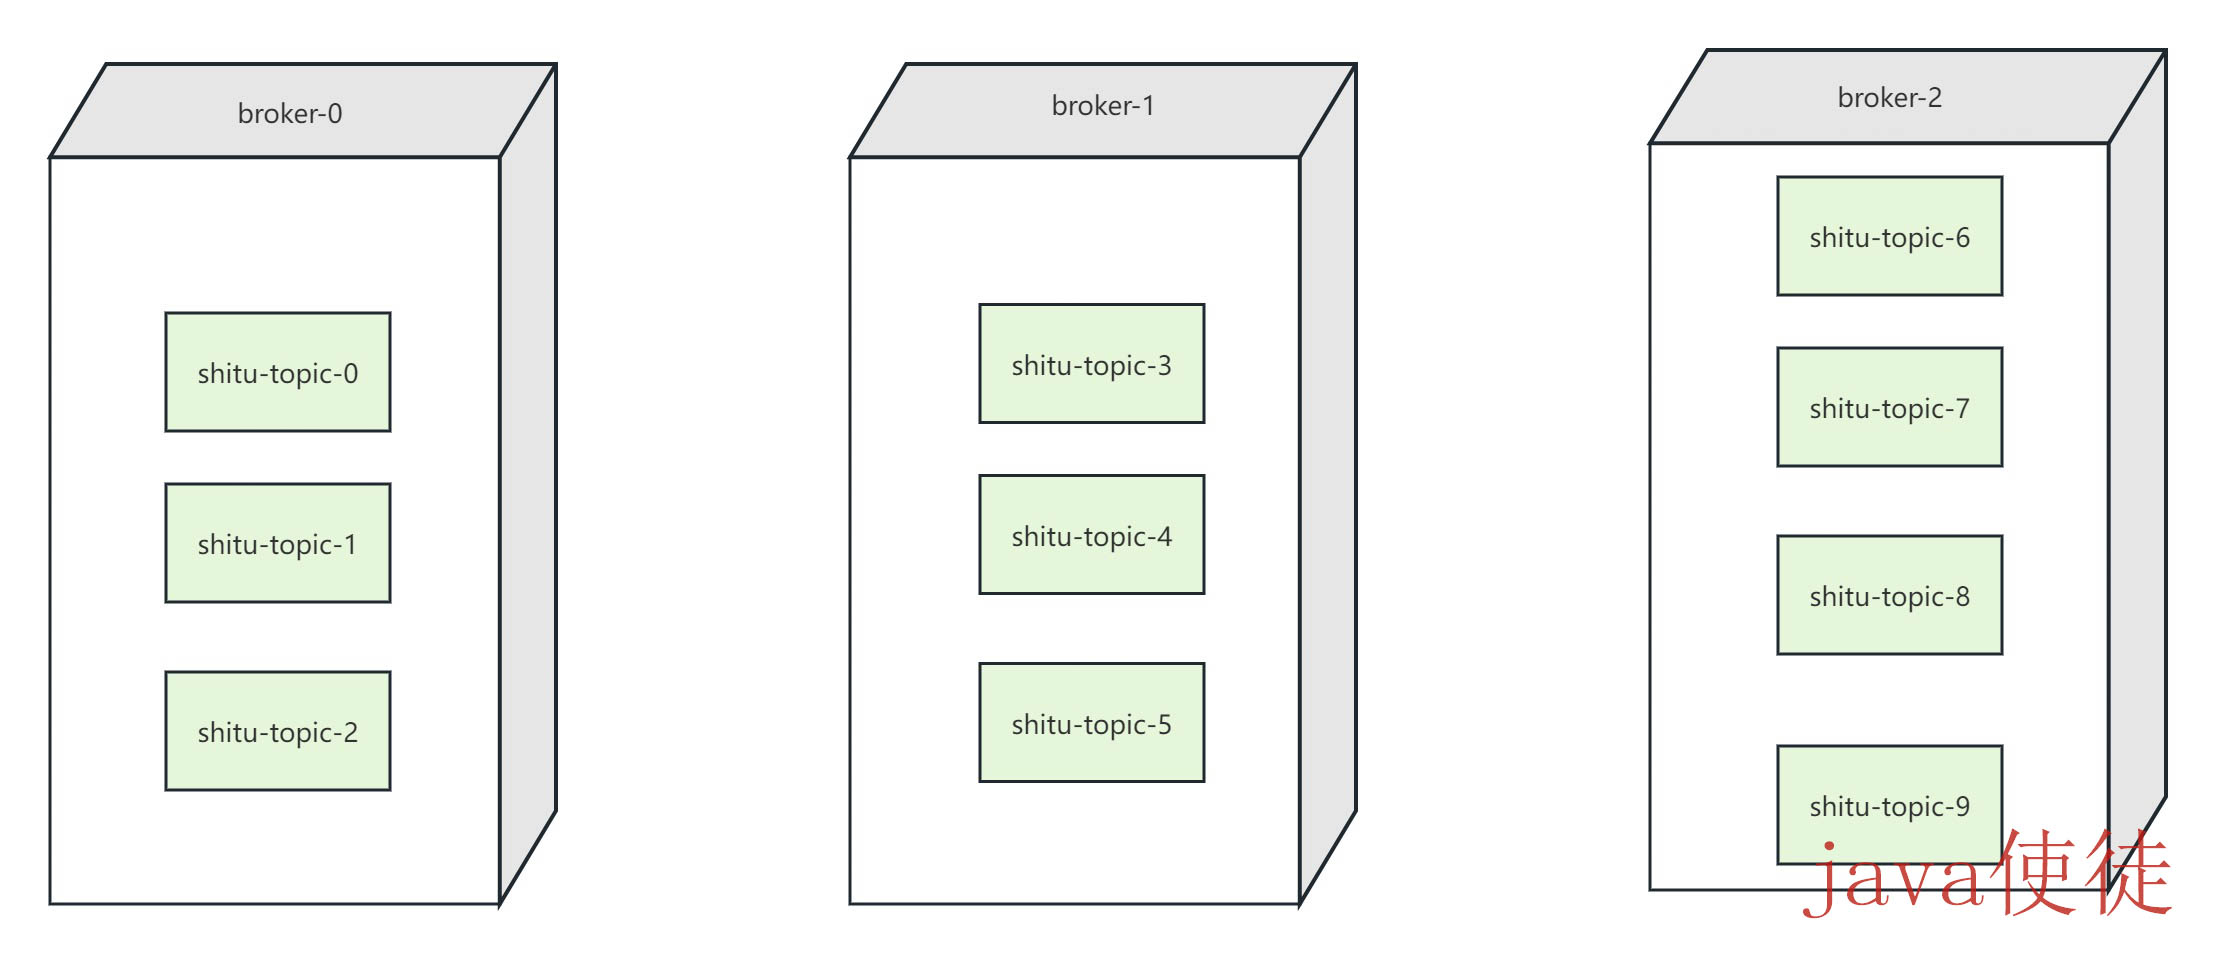 broker-0
shitu-topic-0
shitu-topic-1
shitu-topic-2
broker-1
shitu-topic-3
shitu-topic-4
shitu-topic-5
broker-2
shitu-topic-6
shitu-topic-7
shitu-topic-8
shitu-topic-9
java使徒